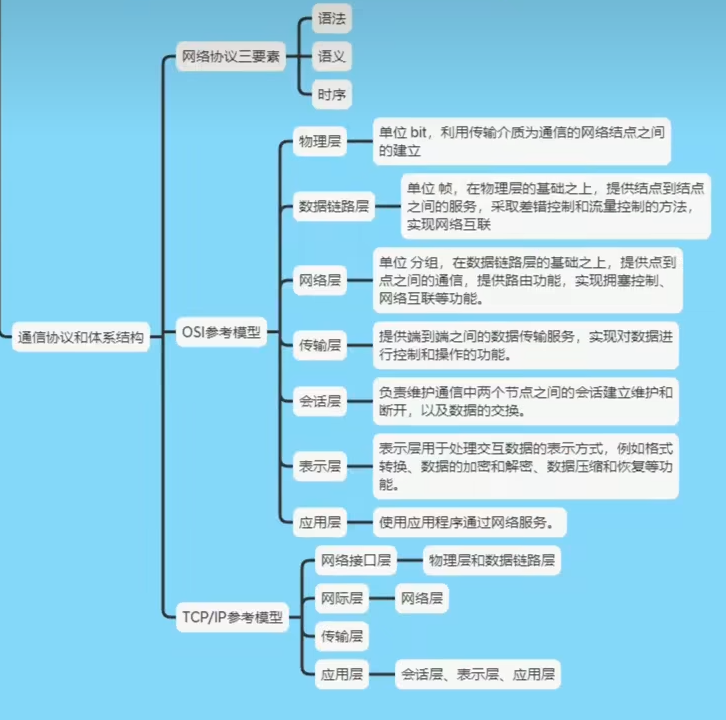 通信协议和体系结构
网络协议三要素
语法
语义
时序
OSI参考模型
物理层
单位 bit，利用传输介质为通信的网络结点之间
的建立
数据链路层
单位 帧，在物理层的基础之上，提供结点到结点
之间的服务，采取差错控制和流量控制的方法，
实现网络互联
网络层
单位 分组，在数据链路层的基础之上，提供点到
点之间的通信，提供路由功能，实现拥塞控制、
网络互联等功能。
传输层
提供端到端之间的数据传输服务，实现对数据进
行控制和操作的功能。
会话层
负责维护通信中两个节点之间的会话建立维护和
断开，以及数据的交换。
表示层
表示层用于处理交互数据的表示方式，例如格式
转换、数据的加密和解密、数据压缩和恢复等功
能。
应用层
使用应用程序通过网络服务。
TCP/IP参考模型
网络接口层
物理层和数据链路层
网际层
网络层
传输层
应用层
会话层、表示层、应用层